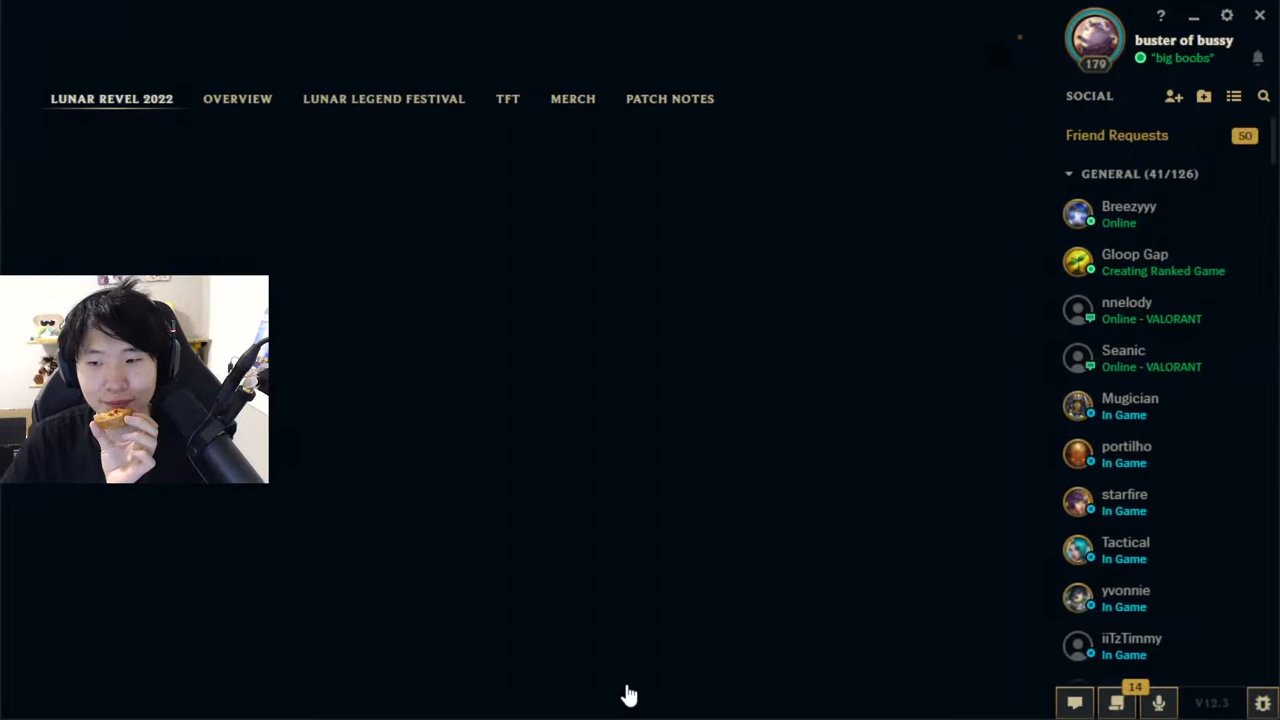 ?
buster of bussy
179
"big boobs"
LUNAR REVEL 2022 OVERVIEW LUNAR LEGEND FESTIVAL TFT MERCH PATCH NOTES
SOCIAL
Friend Requests 50
GENERAL (41/126)
Breezyyy
Online
Gloop Gap
Creating Ranked Game
nnelody
Online - VALORANT
Seanic
Online - VALORANT
Mugician
In Game
portilho
In Game
starfire
In Game
Tactical
In Game
yvonnie
In Game
iiTzTimmy
In Game
14
V12.3